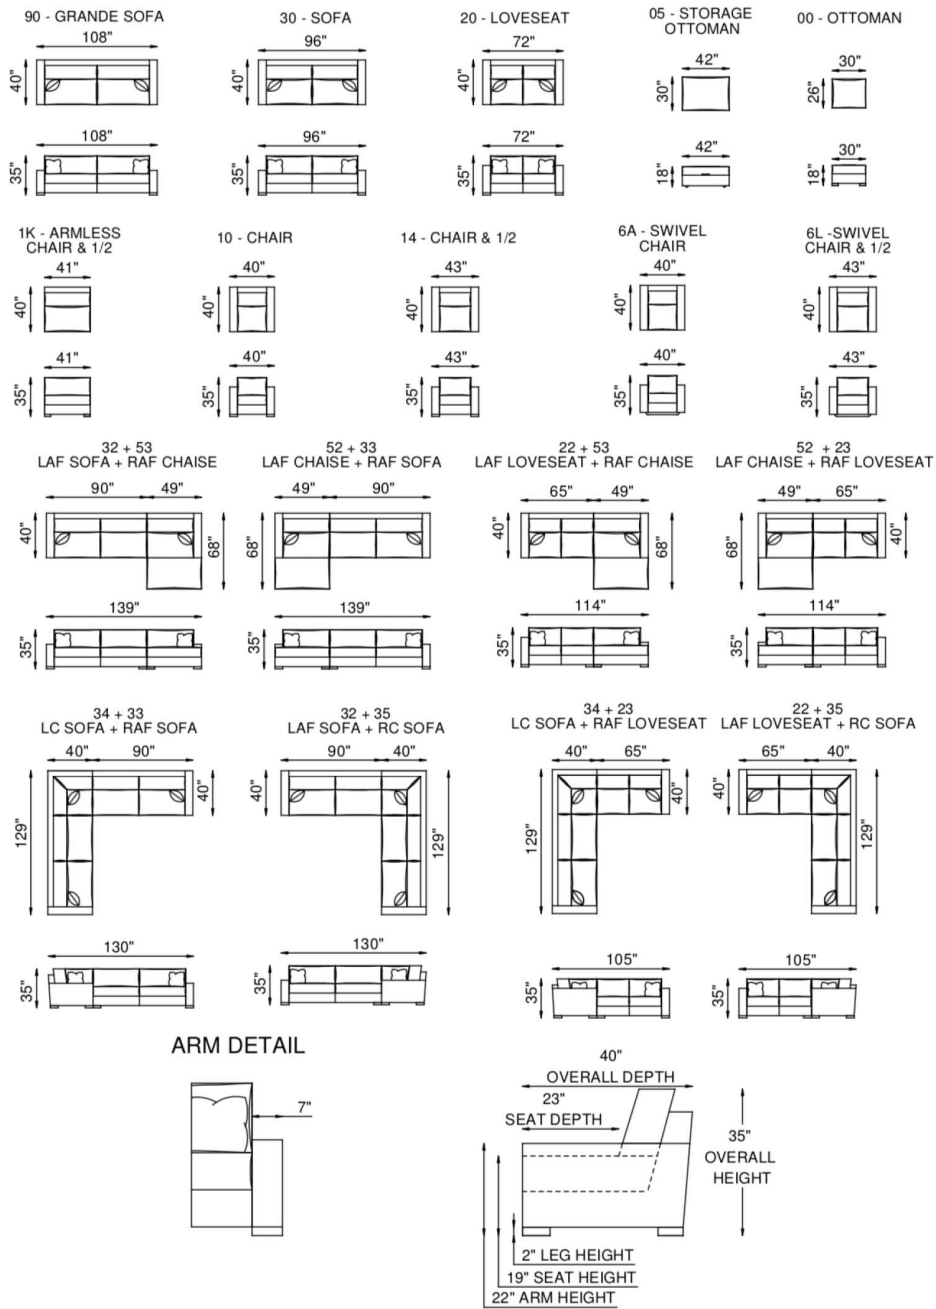 90 - GRANDE SOFA
108"
40"
108"
35"
30 - SOFA
96"
40"
96"
35"
20 - LOVESEAT
72"
40"
72"
35"
05 - STORAGE
OTTOMAN
42"
30"
42"
18"
00 - OTTOMAN
30"
26"
30"
18"
1K - ARMLESS
CHAIR & 1/2
41"
40"
41"
35"
10 - CHAIR
40"
40"
40"
35"
14 - CHAIR & 1/2
43"
40"
43"
35"
6A - SWIVEL
CHAIR
40"
40"
40"
35"
6L -SWIVEL
CHAIR & 1/2
43"
40"
43"
35"
32 + 53
LAF SOFA + RAF CHAISE
90" 49"
40"
68"
139"
35"
52 + 33
LAF CHAISE + RAF SOFA
49" 90"
68"
40"
139"
35"
22 + 53
LAF LOVESEAT + RAF CHAISE
65" 49"
40"
68"
114"
35"
52 + 23
LAF CHAISE + RAF LOVESEAT
49" 65"
68"
40"
114"
35"
34 + 33
LC SOFA + RAF SOFA
40" 90"
129"
40"
130"
35"
32 + 35
LAF SOFA + RC SOFA
90" 40"
40"
129"
130"
35"
34 + 23
LC SOFA + RAF LOVESEAT
40" 65"
129"
40"
105"
35"
22 + 35
LAF LOVESEAT + RC SOFA
65" 40"
40"
129"
105"
35"
ARM DETAIL
7"
40"
OVERALL DEPTH
23"
SEAT DEPTH
35"
OVERALL
HEIGHT
2" LEG HEIGHT
19" SEAT HEIGHT
22" ARM HEIGHT